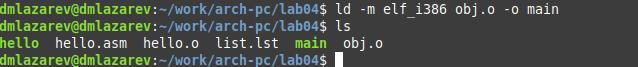 dmlazarev@dmlazarev:~/work/arch-pc/lab04$ ld -m elf_i386 obj.o -o main
dmlazarev@dmlazarev:~/work/arch-pc/lab04$ ls
hello  hello.asm  hello.o  list.lst  main  obj.o
dmlazarev@dmlazarev:~/work/arch-pc/lab04$